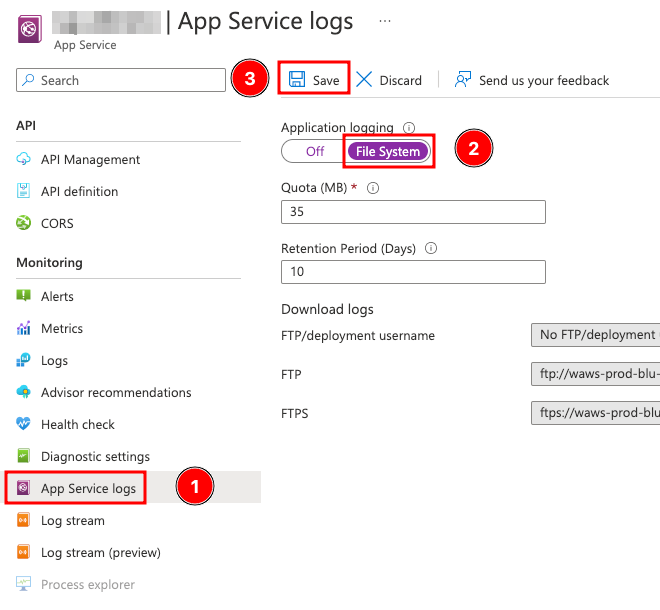 | App Service logs ...
App Service
Search
3
Save
Discard
Send us your feedback
API
API Management
API definition
CORS
Monitoring
Alerts
Metrics
Logs
Advisor recommendations
Health check
Diagnostic settings
App Service logs
1
Log stream
Log stream (preview)
Process explorer
Application logging
Off
File System
2
Quota (MB) *
35
Retention Period (Days)
10
Download logs
FTP/deployment username
No FTP/deployment
FTP
ftp://waws-prod-blu-
FTPS
ftps://waws-prod-blu